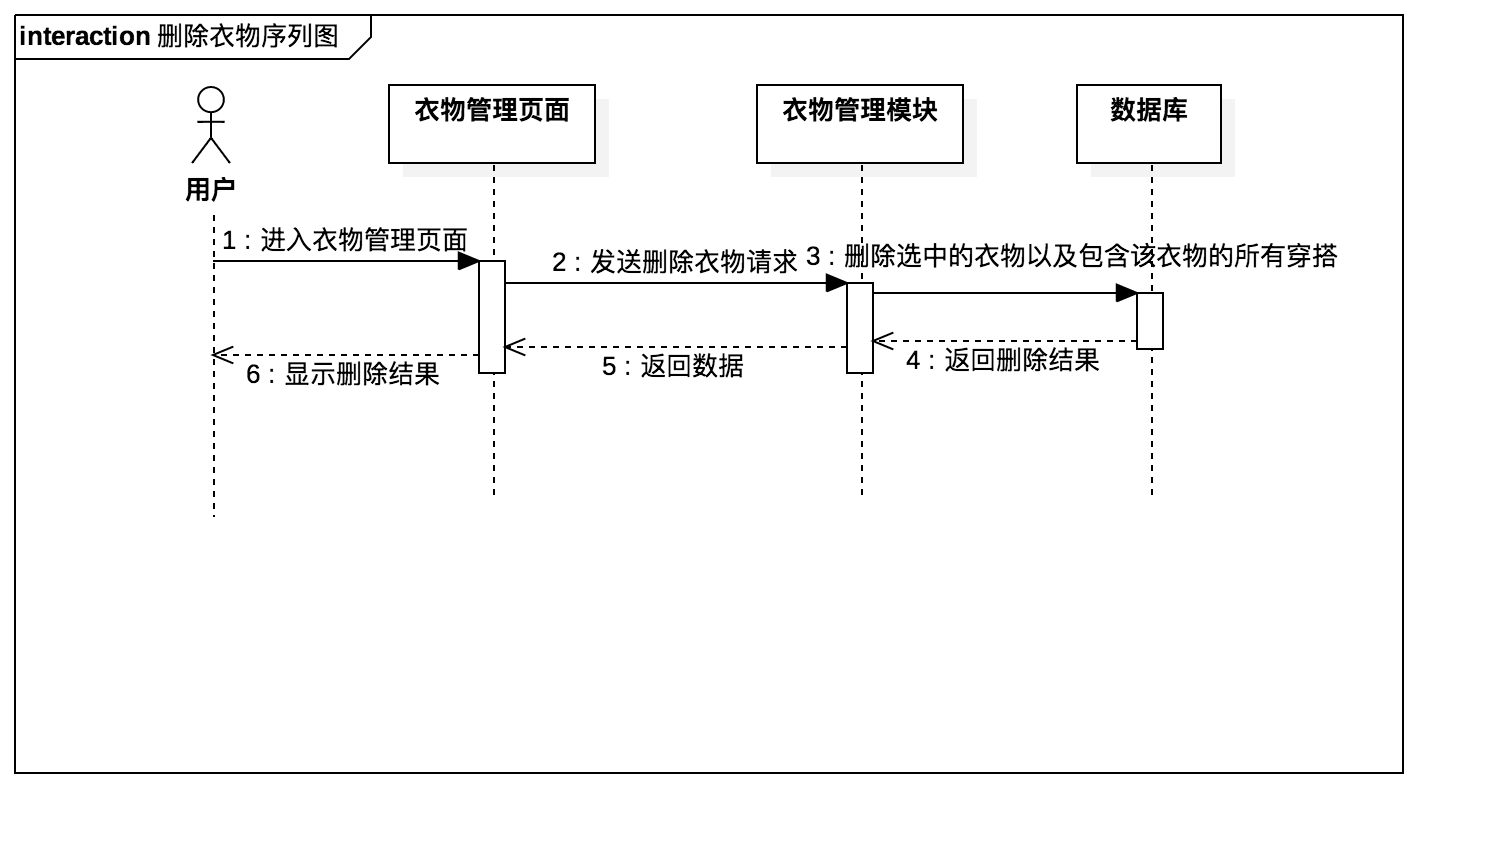 interaction 删除衣物序列图
衣物管理页面
衣物管理模块
数据库
用户
1 : 进入衣物管理页面
2 : 发送删除衣物请求
3 : 删除选中的衣物以及包含该衣物的所有穿搭
4 : 返回删除结果
5 : 返回数据
6 : 显示删除结果